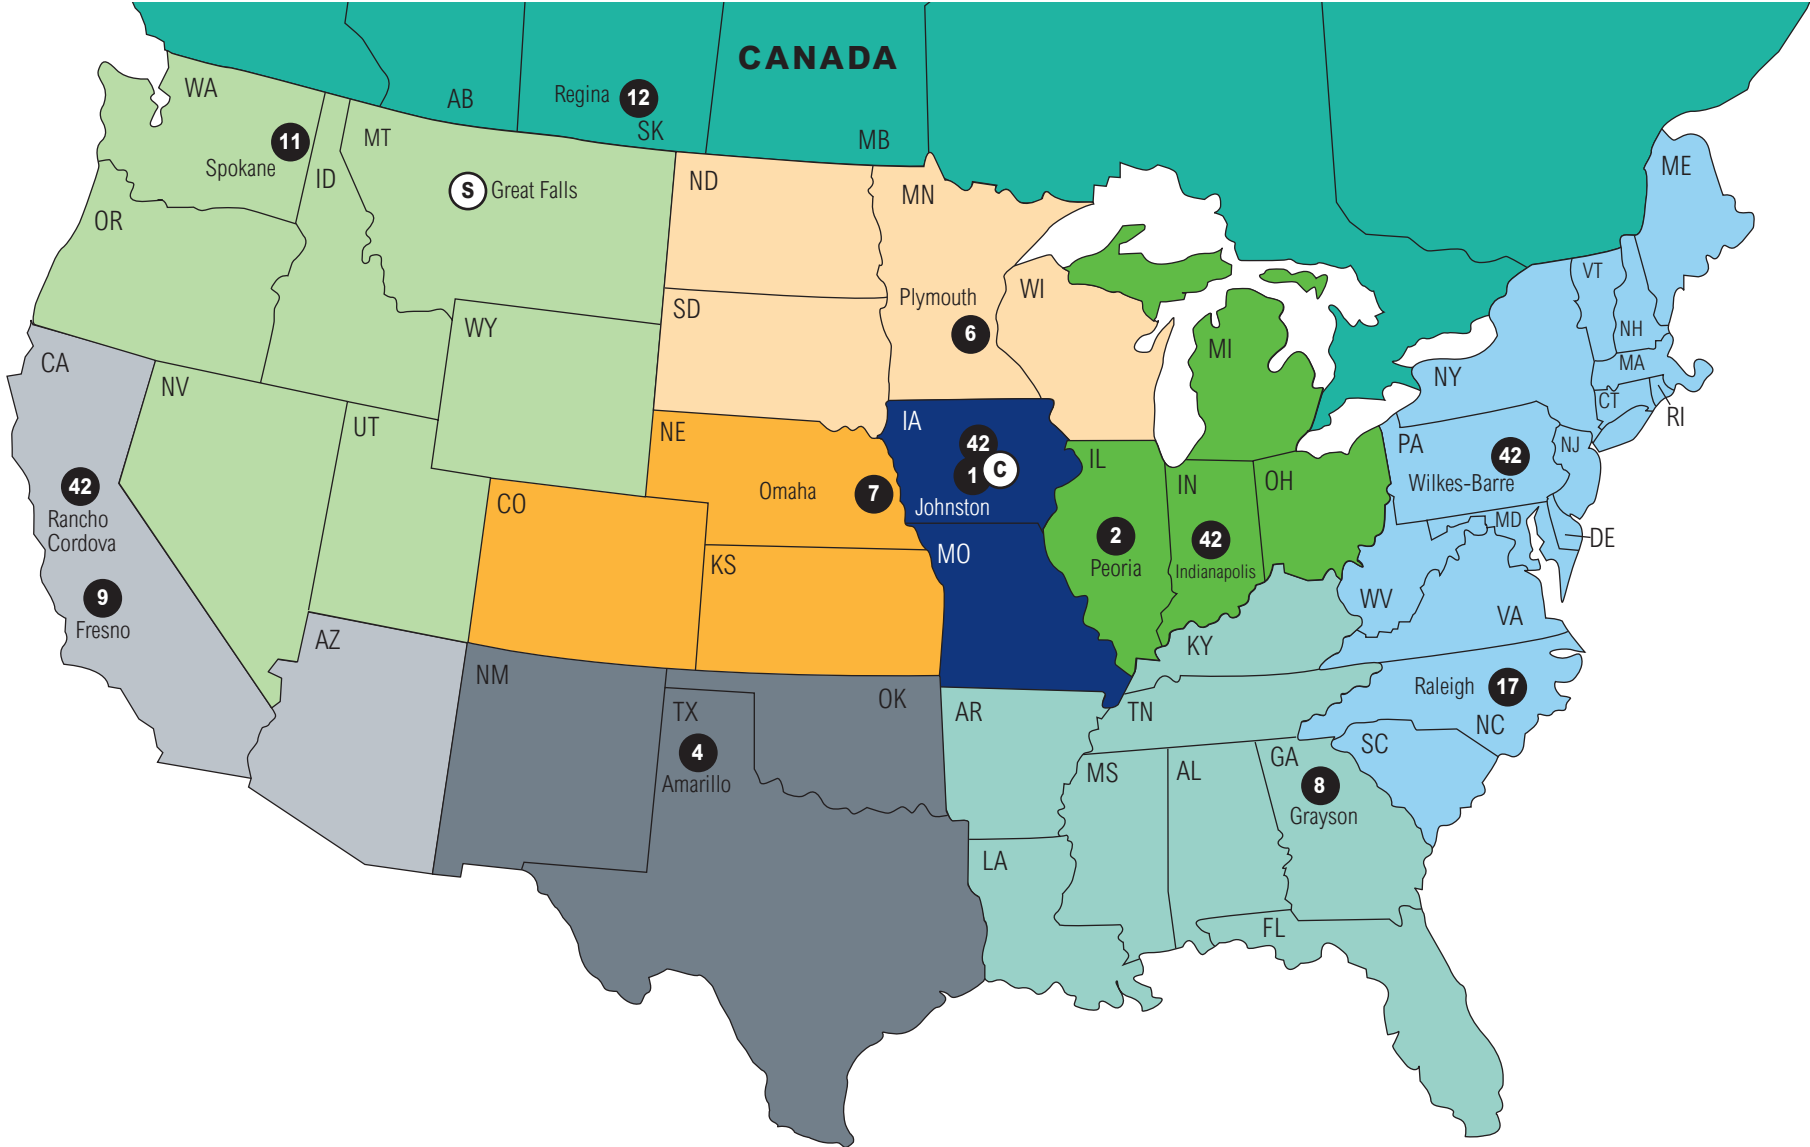 CANADA
AB
Regina 12
SK
MB
WA
11
Spokane
ID
MT
S Great Falls
OR
WY
ND
MN
SD
Plymouth
6
WI
MI
ME
VT
NH
MA
NY
CT
RI
CA
NV
UT
42
Rancho
Cordova
9
Fresno
AZ
NE
Omaha 7
CO
KS
IA
42
1 C
Johnston
MO
IL
2
Peoria
IN
42
Indianapolis
OH
PA
42
Wilkes-Barre
NJ
MD
DE
WV
VA
KY
NM
OK
TX
4
Amarillo
AR
TN
Raleigh 17
NC
SC
MS
AL
GA
8
Grayson
LA
FL